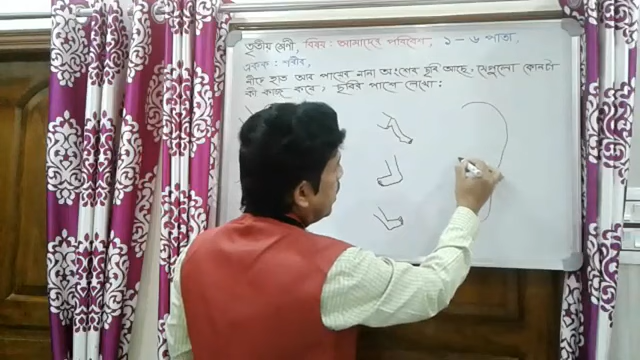 তৃতীয় শ্রেণী, বিষয় : আমাদের পরিবেশ, ১ - ৬ পাতা,
একক : শরীর,
নীচে হাত আর পায়ের নানা অংশের ছবি আছে, সেগুলো কোনটা
কী কাজ করে, ছবির পাশে লেখো :